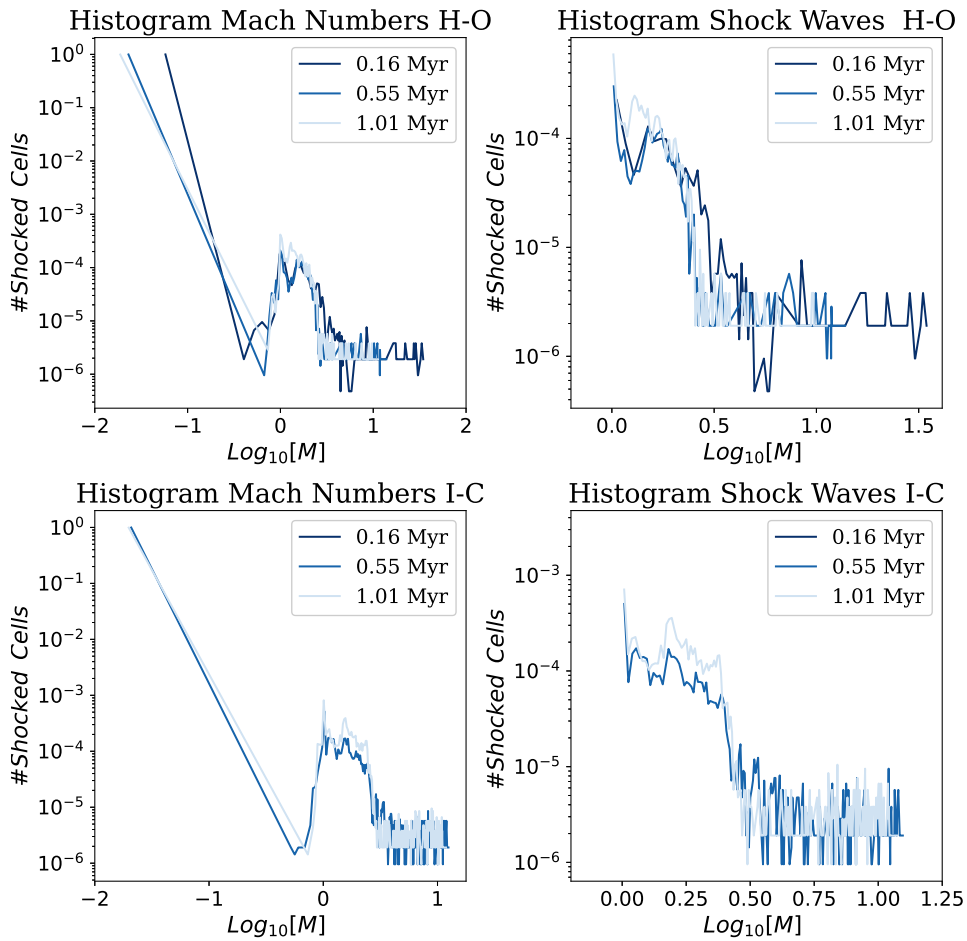 Histogram Mach Numbers H-O
10^0
10^-1
10^-2
10^-3
10^-4
10^-5
10^-6
#Shocked Cells
0.16 Myr
0.55 Myr
1.01 Myr
−2
−1
0
1
2
Log_10[M]
Histogram Shock Waves  H-O
10^-4
10^-5
10^-6
#Shocked Cells
0.16 Myr
0.55 Myr
1.01 Myr
0.0
0.5
1.0
1.5
Log_10[M]
Histogram Mach Numbers I-C
10^0
10^-1
10^-2
10^-3
10^-4
10^-5
10^-6
#Shocked Cells
0.16 Myr
0.55 Myr
1.01 Myr
−2
−1
0
1
Log_10[M]
Histogram Shock Waves I-C
10^-3
10^-4
10^-5
10^-6
#Shocked Cells
0.16 Myr
0.55 Myr
1.01 Myr
0.00
0.25
0.50
0.75
1.00
1.25
Log_10[M]